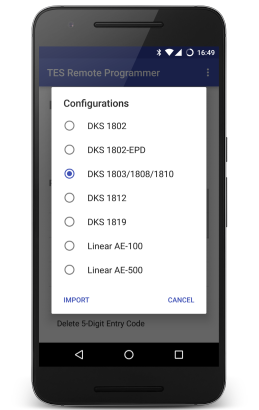 16:49
TES Remote Programmer
Configurations
DKS 1802
DKS 1802-EPD
DKS 1803/1808/1810
DKS 1812
DKS 1819
Linear AE-100
Linear AE-500
IMPORT CANCEL
Delete 5-Digit Entry Code